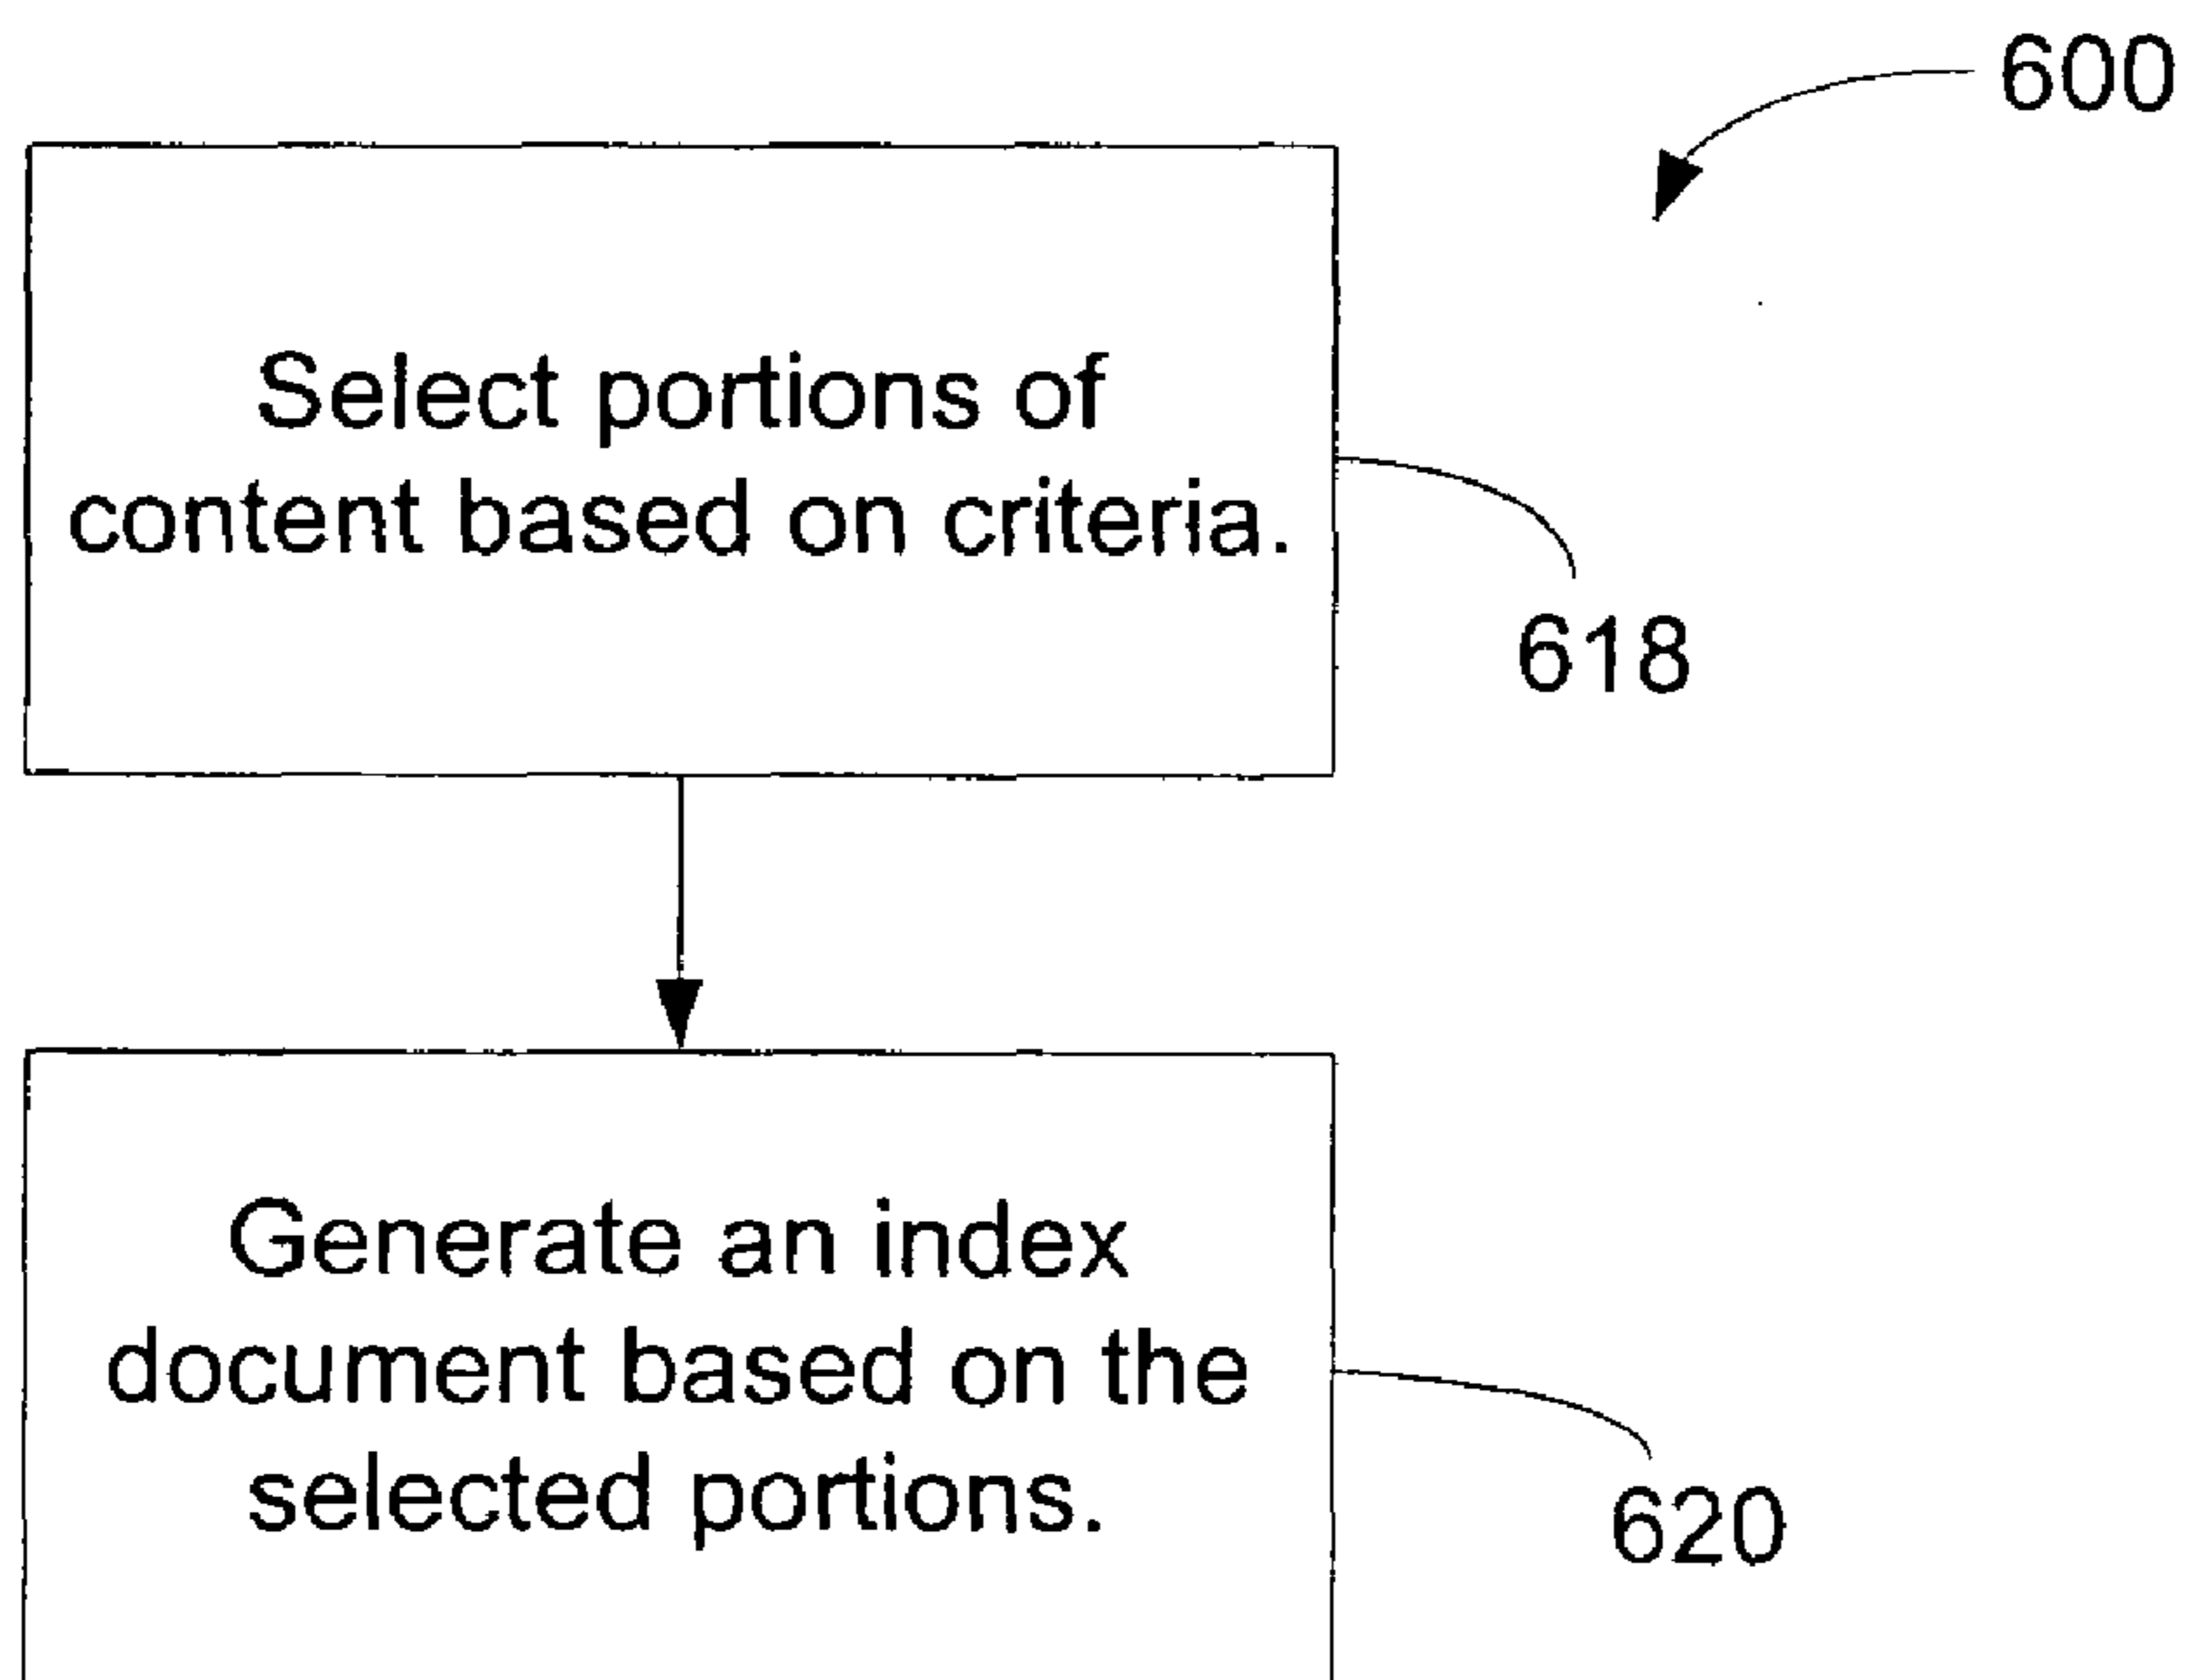 600
Select portions of
content based on criteria.
618
Generate an index
document based on the
selected portions.
620